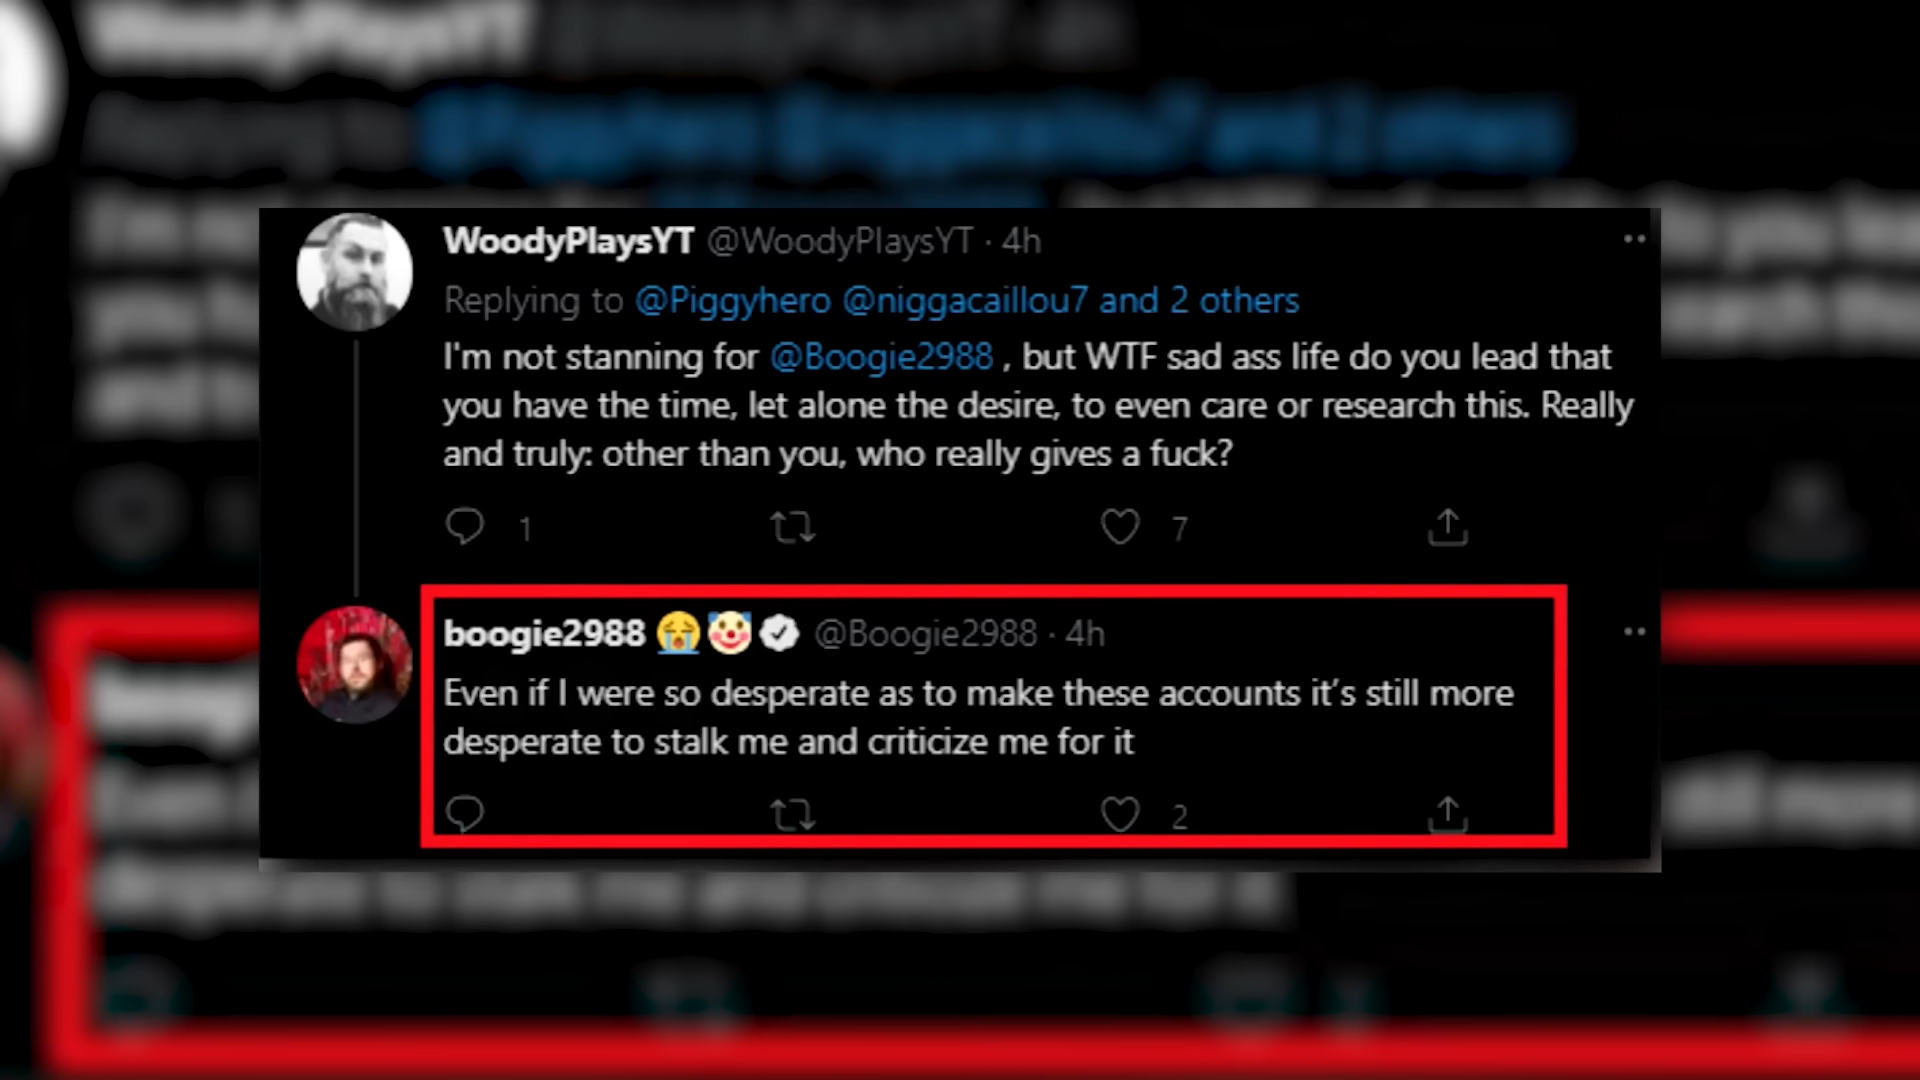 WoodyPlaysYT @WoodyPlaysYT · 4h
Replying to @Piggyhero @niggacaillou7 and 2 others
I'm not stanning for @Boogie2988 , but WTF sad ass life do you lead that
you have the time, let alone the desire, to even care or research this. Really
and truly: other than you, who really gives a fuck?
1 7
boogie2988 😭🤡 @Boogie2988 · 4h
Even if I were so desperate as to make these accounts it’s still more
desperate to stalk me and criticize me for it
2